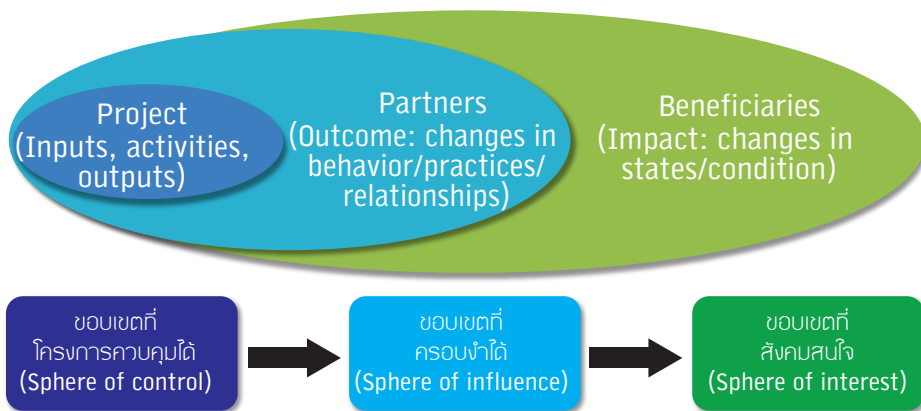 Project
(Inputs, activities,
outputs)
Partners
(Outcome: changes in
behavior/practices/
relationships)
Beneficiaries
(Impact: changes in
states/condition)
ขอบเขตที่
โครงการควบคุมได้
(Sphere of control)
ขอบเขตที่
ครอบงำได้
(Sphere of influence)
ขอบเขตที่
สังคมสนใจ
(Sphere of interest)